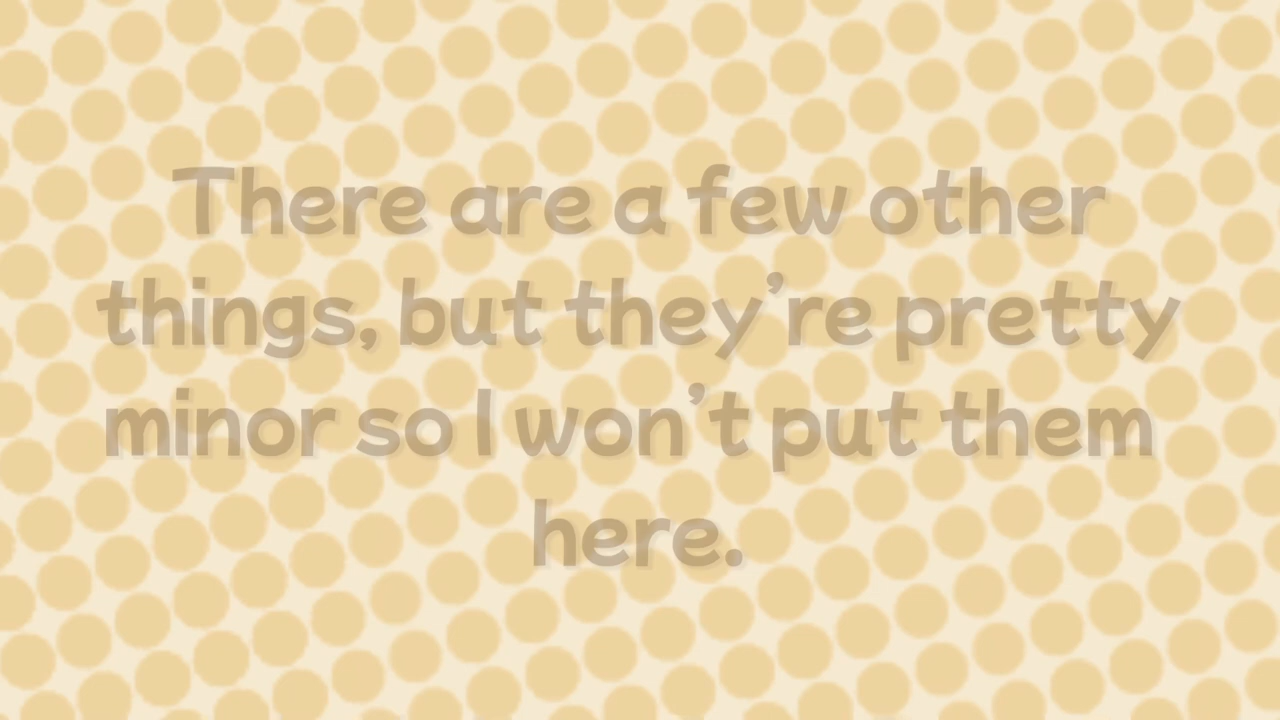 There are a few other
things, but they’re pretty
minor so I won’t put them
here.